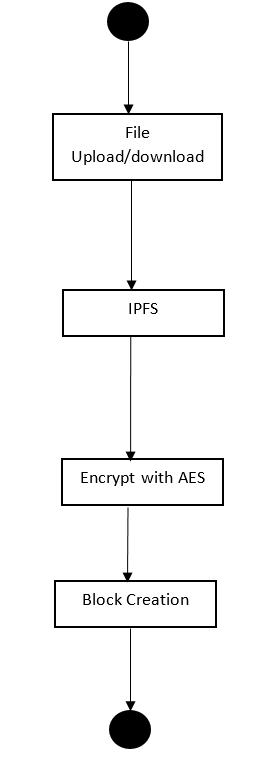 File
Upload/download
IPFS
Encrypt with AES
Block Creation